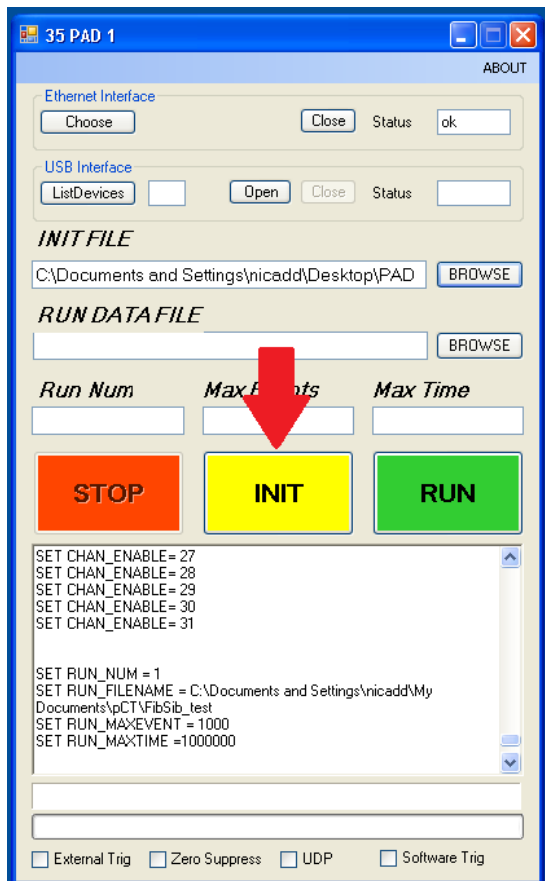 35 PAD 1
ABOUT
Ethernet Interface
Choose Close Status ok
USB Interface
ListDevices Open Close Status
INIT FILE
C:\Documents and Settings\nicadd\Desktop\PAD BROWSE
RUN DATA FILE
BROWSE
Run Num Max Max Time
STOP INIT RUN
SET CHAN_ENABLE= 27
SET CHAN_ENABLE= 28
SET CHAN_ENABLE= 29
SET CHAN_ENABLE= 30
SET CHAN_ENABLE= 31
SET RUN_NUM = 1
SET RUN_FILENAME = C:\Documents and Settings\nicadd\My
Documents\pCT\FibSib_test
SET RUN_MAXEVENT = 1000
SET RUN_MAXTIME =1000000
External Trig Zero Suppress UDP Software Trig